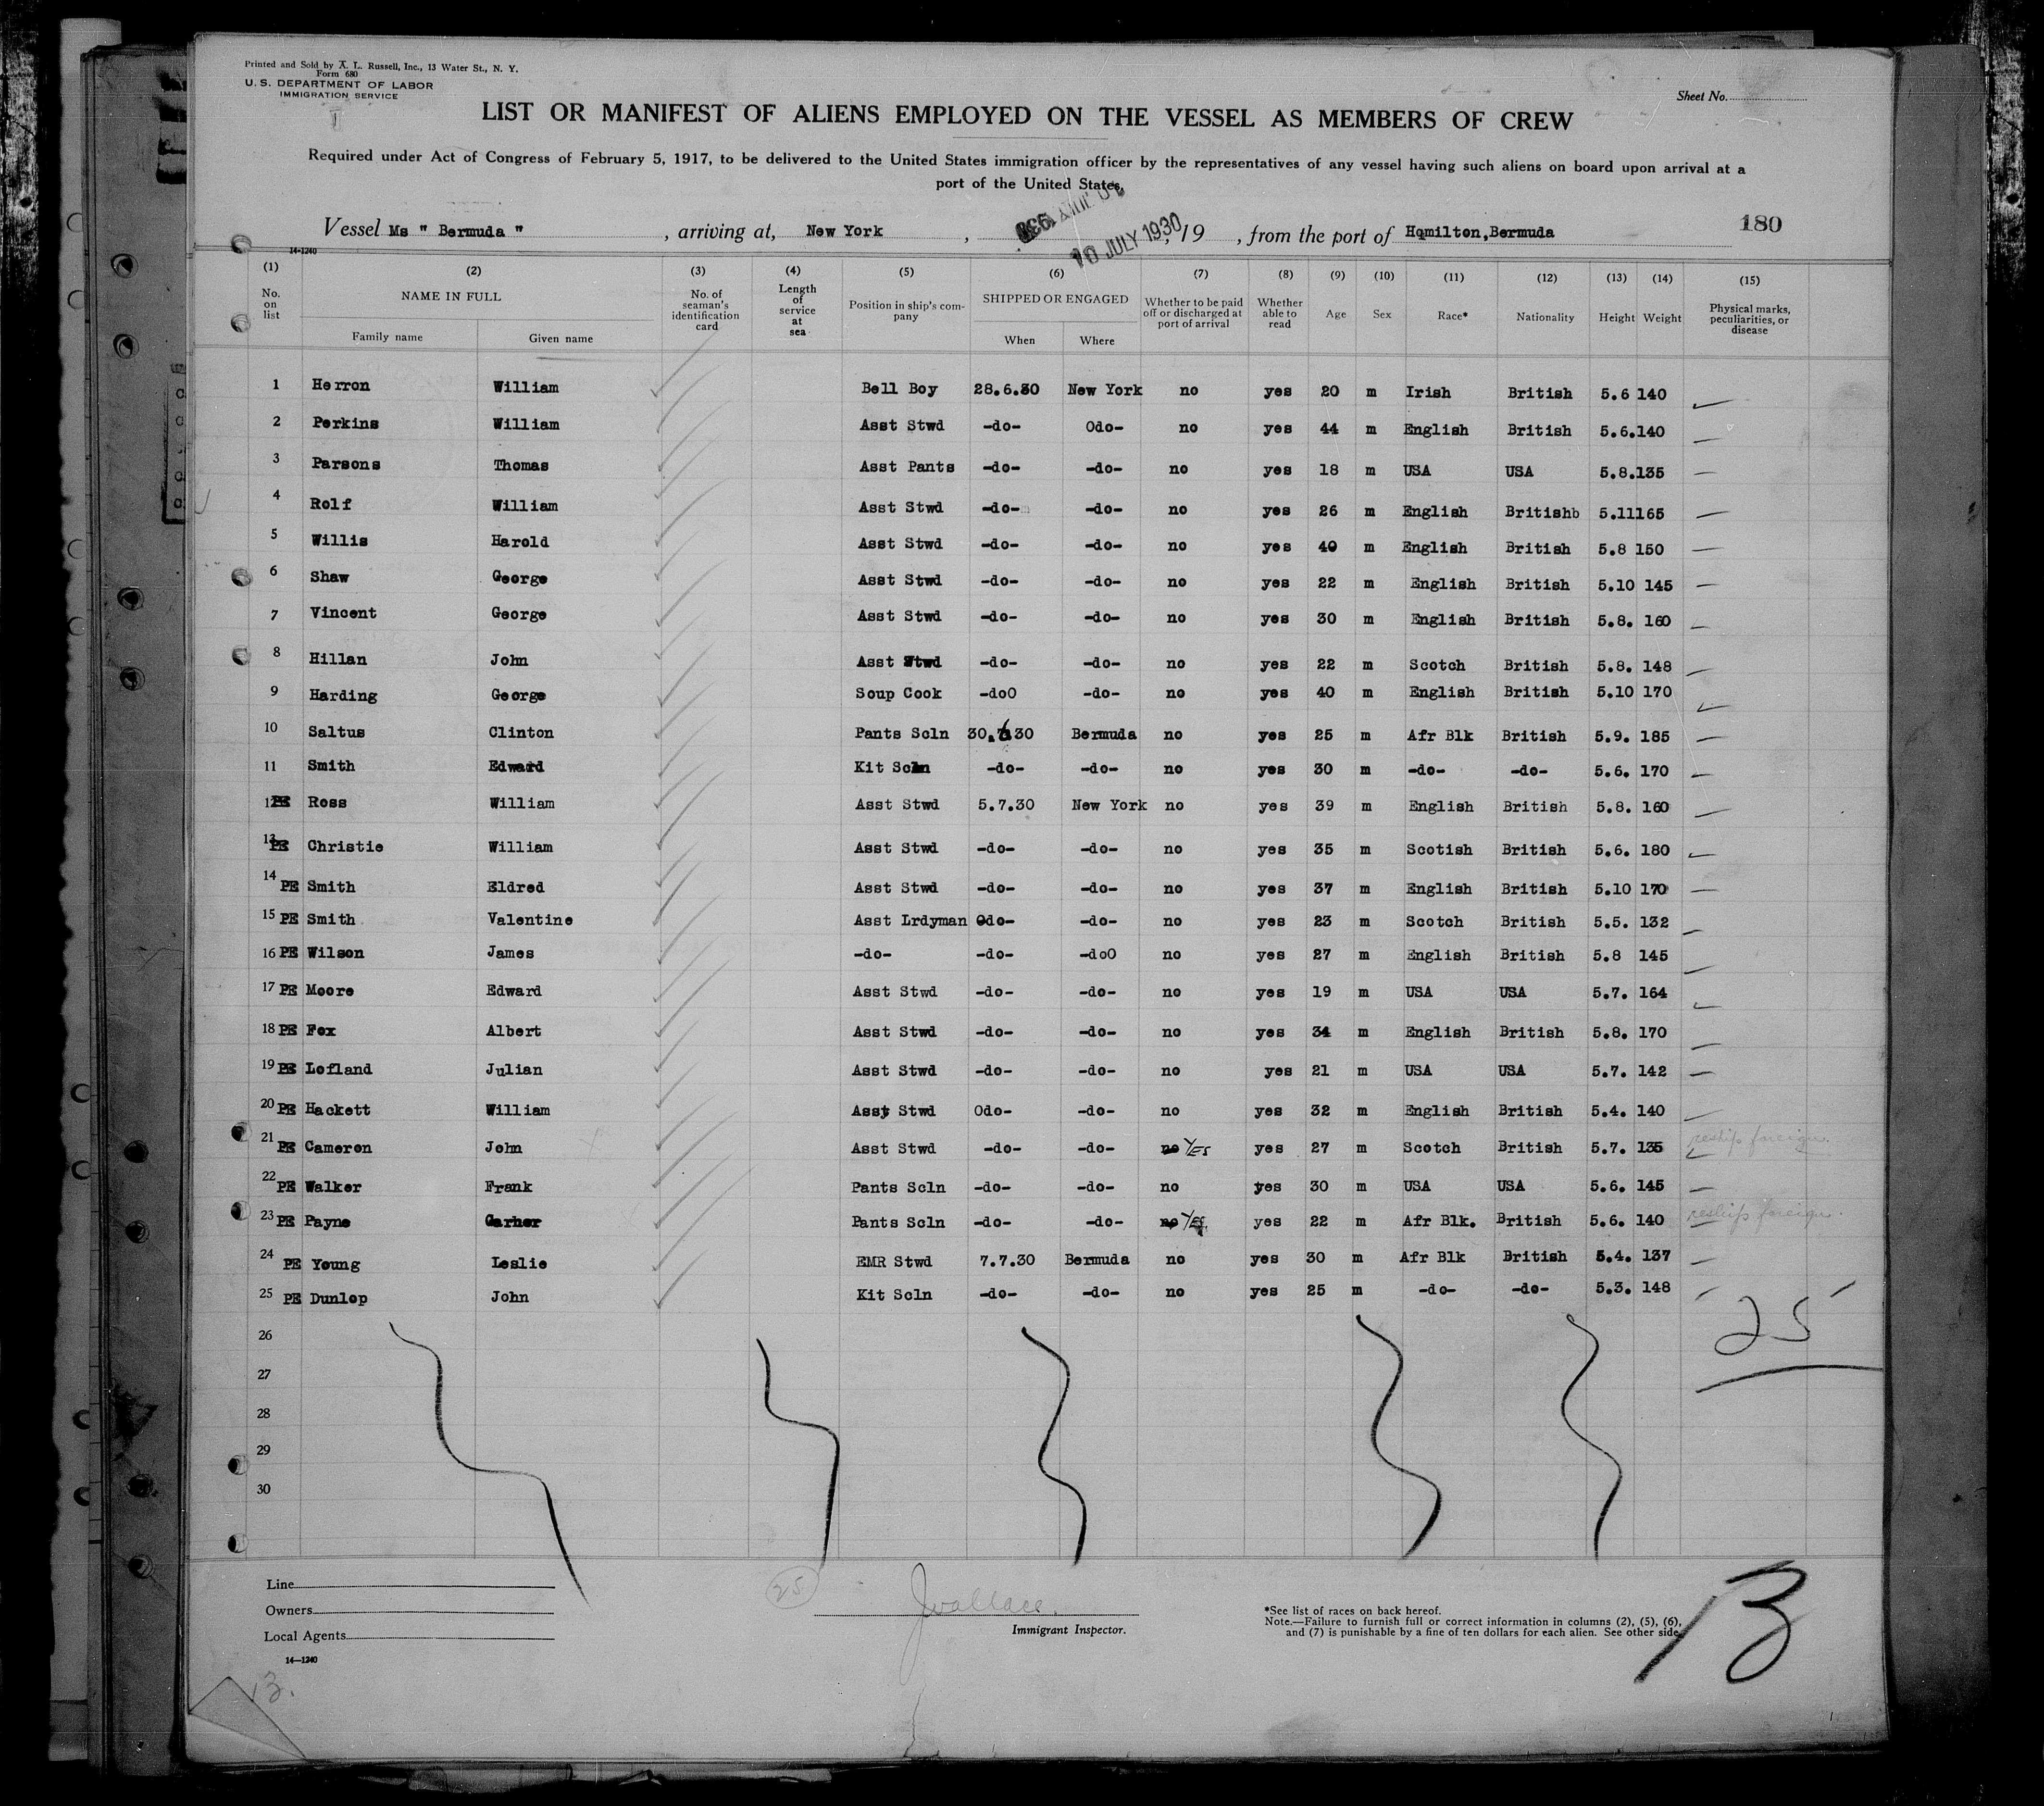 Printed and Sold by A. L. Russell, Inc., 13 Water St., N. Y.
Form 680
U. S. DEPARTMENT OF LABOR
IMMIGRATION SERVICE
Sheet No.
LIST OR MANIFEST OF ALIENS EMPLOYED ON THE VESSEL AS MEMBERS OF CREW
Required under Act of Congress of February 5, 1917, to be delivered to the United States immigration officer by the representatives of any vessel having such aliens on board upon arrival at a
port of the United States.
Vessel Ms " Bermuda " , arriving at, New York , 10 JULY 1930, 19 , from the port of Hqmilton,Bermuda 180
14-1240
(1) (2) (3) (4) (5) (6) (7) (8) (9) (10) (11) (12) (13) (14) (15)
No. on list NAME IN FULL Family name Given name No. of seaman's identification card Length of service at sea Position in ship's company SHIPPED OR ENGAGED When Where Whether to be paid off or discharged at port of arrival Whether able to read Age Sex Race* Nationality Height Weight Physical marks, peculiarities, or disease
1 Herron William Bell Boy 28.6.30 New York no yes 20 m Irish British 5.6 140
2 Perkins William Asst Stwd -do- Odo- no yes 44 m English British 5.6.140
3 Parsons Thomas Asst Pants -do- -do- no yes 18 m USA USA 5.8.135
4 Rolf William Asst Stwd -do- -do- no yes 26 m English Britishb 5.11165
5 Willis Harold Asst Stwd -do- -do- no yes 40 m English British 5.8 150
6 Shaw George Asst Stwd -do- -do- no yes 22 m English British 5.10 145
7 Vincent George Asst Stwd -do- -do- no yes 30 m English British 5.8. 160
8 Hillan John Asst Stwd -do- -do- no yes 22 m Scotch British 5.8. 148
9 Harding George Soup Cook -doO -do- no yes 40 m English British 5.10 170
10 Saltus Clinton Pants Scln 30.6.30 Bermuda no yes 25 m Afr Blk British 5.9. 185
11 Smith Edward Kit Scln -do- -do- no yes 30 m -do- -do- 5.6. 170
12 PE Ross William Asst Stwd 5.7.30 New York no yes 39 m English British 5.8. 160
13 PE Christie William Asst Stwd -do- -do- no yes 35 m Scotish British 5.6. 180
14 PE Smith Eldred Asst Stwd -do- -do- no yes 37 m English British 5.10 170
15 PE Smith Valentine Asst Lrdyman Odo- -do- no yes 23 m Scotch British 5.5. 132
16 PE Wilson James -do- -do- -doO no yes 27 m English British 5.8 145
17 PE Moore Edward Asst Stwd -do- -do- no yes 19 m USA USA 5.7. 164
18 PE Fox Albert Asst Stwd -do- -do- no yes 34 m English British 5.8. 170
19 PE Lofland Julian Asst Stwd -do- -do- no yes 21 m USA USA 5.7. 142
20 PE Hackett William Assy Stwd Odo- -do- no yes 32 m English British 5.4. 140
21 PE Cameron John Asst Stwd -do- -do- no YES yes 27 m Scotch British 5.7. 135 reship foreign.
22 PE Walker Frank Pants Scln -do- -do- no yes 30 m USA USA 5.6. 145
23 PE Payne Garher Pants Scln -do- -do- no YES. yes 22 m Afr Blk. British 5.6. 140 reship foreign.
24 PE Young Leslie EMR Stwd 7.7.30 Bermuda no yes 30 m Afr Blk British 5.4. 137
25 PE Dunlop John Kit Scln -do- -do- no yes 25 m -do- -do- 5.3. 148
25
26
27
28
29
30
Line
Owners
Local Agents
14—1240
25
JWallace.
Immigrant Inspector.
*See list of races on back hereof.
Note.—Failure to furnish full or correct information in columns (2), (5), (6),
and (7) is punishable by a fine of ten dollars for each alien. See other side.
13
13.